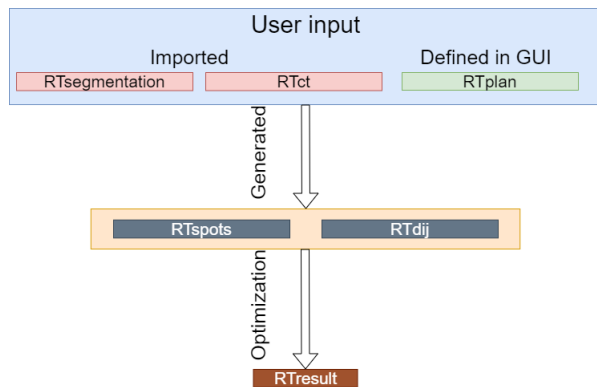 User input
Imported
Defined in GUI
RTsegmentation
RTct
RTplan
Generated
RTspots
RTdij
Optimization
RTresult